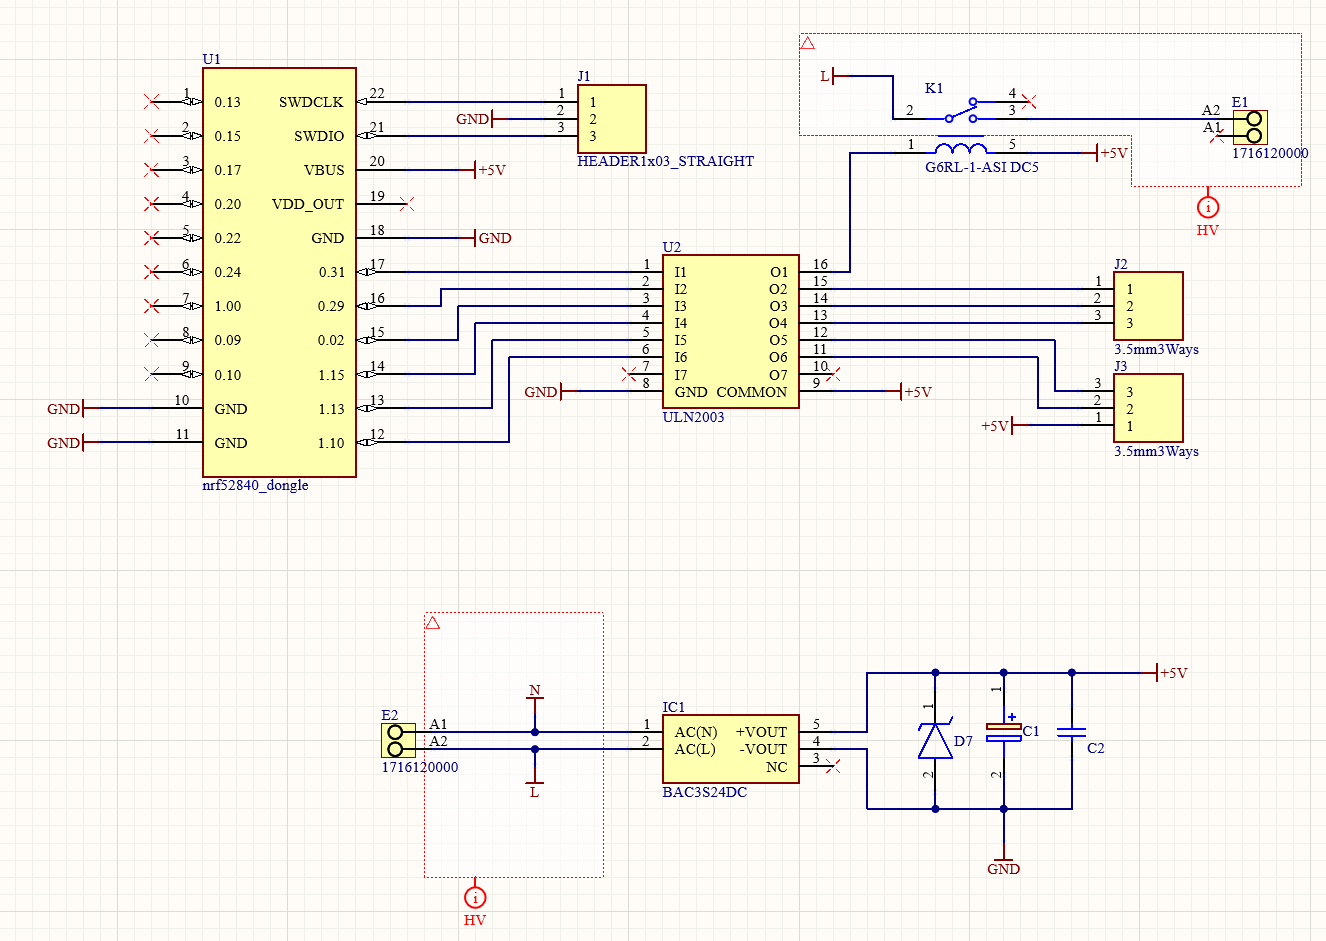 U1
1 0.13 SWDCLK 22
2 0.15 SWDIO 21
3 0.17 VBUS 20 +5V
4 0.20 VDD_OUT 19
5 0.22 GND 18 GND
6 0.24 0.31 17
7 1.00 0.29 16
8 0.09 0.02 15
9 0.10 1.15 14
GND 10 GND 1.13 13
GND 11 GND 1.10 12
nrf52840_dongle
J1
1 1
GND 2 2
3 3
HEADER1x03_STRAIGHT
L
K1
2 4
3
1 5 +5V
G6RL-1-ASI DC5
E1
A2
A1
1716120000
i
HV
U2
1 I1 O1 16
2 I2 O2 15
3 I3 O3 14
4 I4 O4 13
5 I5 O5 12
6 I6 O6 11
7 I7 O7 10
GND 8 GND COMMON 9 +5V
ULN2003
J2
1 1
2 2
3 3
3.5mm3Ways
J3
3 3
2 2
+5V 1 1
3.5mm3Ways
E2
A1
A2
1716120000
N
L
i
HV
IC1
1 AC(N) +VOUT 5
2 AC(L) -VOUT 4
NC 3
BAC3S24DC
+5V
1 1
+
D7 C1 C2
2 2
GND